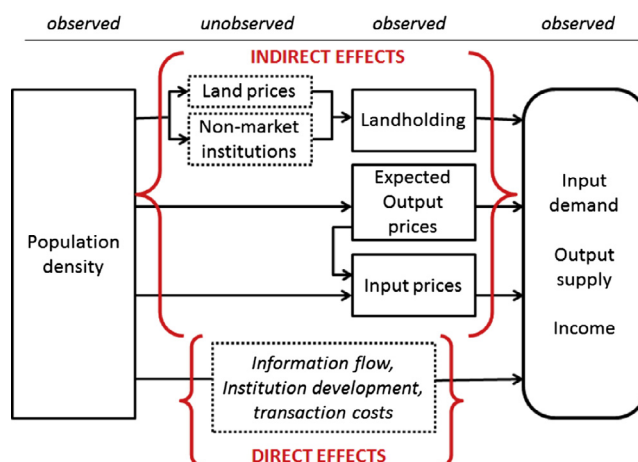 observed unobserved observed observed
INDIRECT EFFECTS
Land prices
Non-market
institutions
Landholding
Expected
Output
prices
Input prices
Population
density
Input
demand
Output
supply
Income
Information flow,
Institution development,
transaction costs
DIRECT EFFECTS